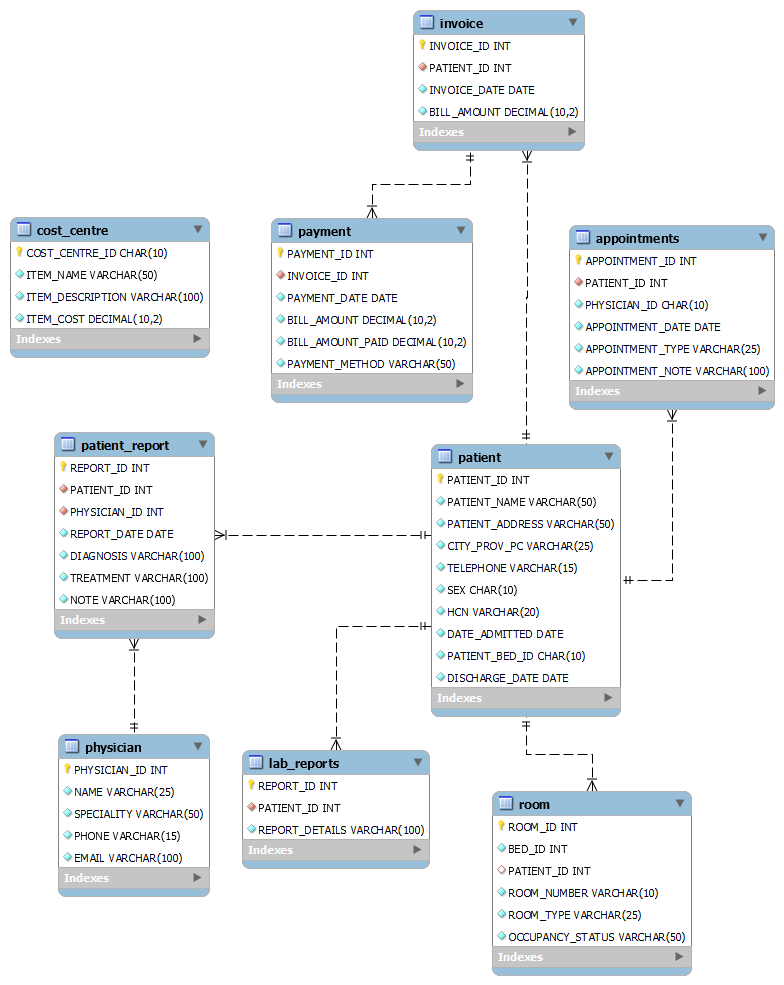 invoice
INVOICE_ID INT
PATIENT_ID INT
INVOICE_DATE DATE
BILL_AMOUNT DECIMAL(10,2)
Indexes
cost_centre
COST_CENTRE_ID CHAR(10)
ITEM_NAME VARCHAR(50)
ITEM_DESCRIPTION VARCHAR(100)
ITEM_COST DECIMAL(10,2)
Indexes
payment
PAYMENT_ID INT
INVOICE_ID INT
PAYMENT_DATE DATE
BILL_AMOUNT DECIMAL(10,2)
BILL_AMOUNT_PAID DECIMAL(10,2)
PAYMENT_METHOD VARCHAR(50)
Indexes
appointments
APPOINTMENT_ID INT
PATIENT_ID INT
PHYSICIAN_ID CHAR(10)
APPOINTMENT_DATE DATE
APPOINTMENT_TYPE VARCHAR(25)
APPOINTMENT_NOTE VARCHAR(100)
Indexes
patient_report
REPORT_ID INT
PATIENT_ID INT
PHYSICIAN_ID INT
REPORT_DATE DATE
DIAGNOSIS VARCHAR(100)
TREATMENT VARCHAR(100)
NOTE VARCHAR(100)
Indexes
patient
PATIENT_ID INT
PATIENT_NAME VARCHAR(50)
PATIENT_ADDRESS VARCHAR(50)
CITY_PROV_PC VARCHAR(25)
TELEPHONE VARCHAR(15)
SEX CHAR(10)
HCN VARCHAR(20)
DATE_ADMITTED DATE
PATIENT_BED_ID CHAR(10)
DISCHARGE_DATE DATE
Indexes
physician
PHYSICIAN_ID INT
NAME VARCHAR(25)
SPECIALITY VARCHAR(50)
PHONE VARCHAR(15)
EMAIL VARCHAR(100)
Indexes
lab_reports
REPORT_ID INT
PATIENT_ID INT
REPORT_DETAILS VARCHAR(100)
Indexes
room
ROOM_ID INT
BED_ID INT
PATIENT_ID INT
ROOM_NUMBER VARCHAR(10)
ROOM_TYPE VARCHAR(25)
OCCUPANCY_STATUS VARCHAR(50)
Indexes